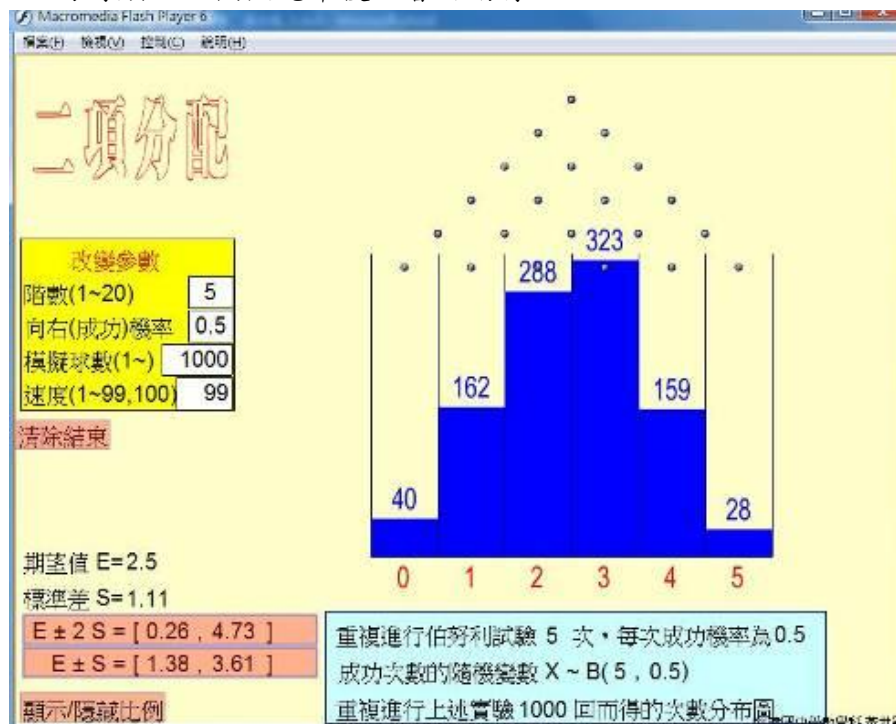 Macromedia Flash Player 6
檔案(F) 檢視(V) 控制(C) 說明(H)
二項分配
改變參數
階數(1~20) 5
向右(成功)機率 0.5
模擬球數(1~) 1000
速度(1~99,100) 99
清除結束
323
288
162
159
40
28
0 1 2 3 4 5
期望值 E=2.5
標準差 S=1.11
E ± 2 S = [ 0.26 , 4.73 ]
E ± S = [ 1.38 , 3.61 ]
顯示/隱藏比例
重複進行伯努利試驗 5 次,每次成功機率為0.5
成功次數的隨機變數 X ~ B( 5 , 0.5)
重複進行上述實驗 1000 回而得的次數分布圖